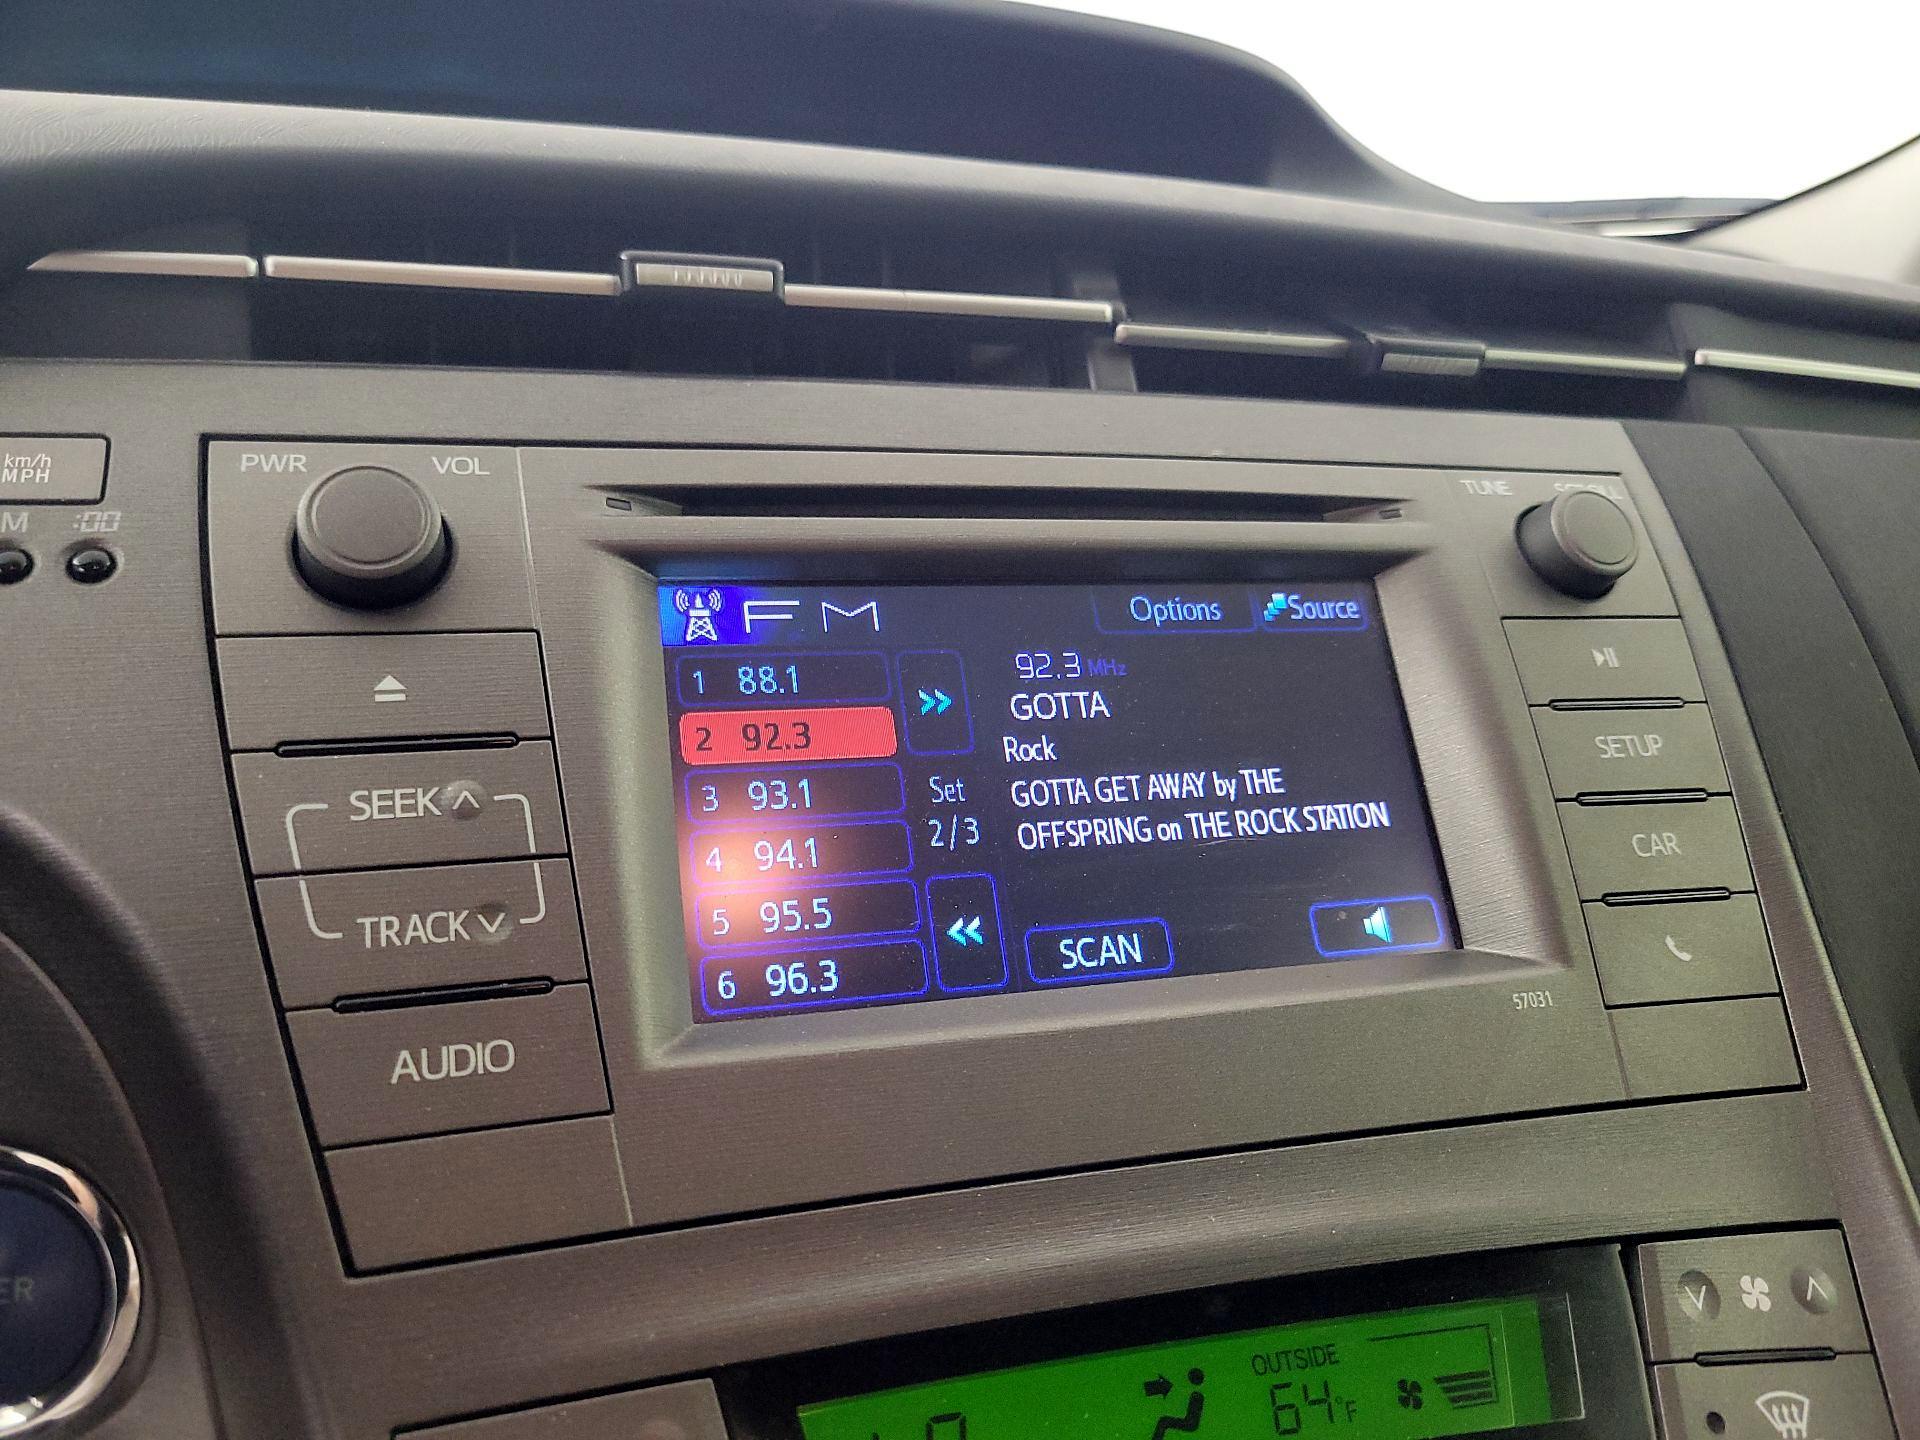 km/h
MPH
PWR VOL
TUNE SCROLL
M :00
FM Options Source
1 88.1
2 92.3
3 93.1
4 94.1
5 95.5
6 96.3
Set
2/3
92.3 MHz
GOTTA
Rock
GOTTA GET AWAY by THE
OFFSPRING on THE ROCK STATION
SCAN
SEEK
TRACK
AUDIO
SETUP
CAR
57031
OUTSIDE
64°F